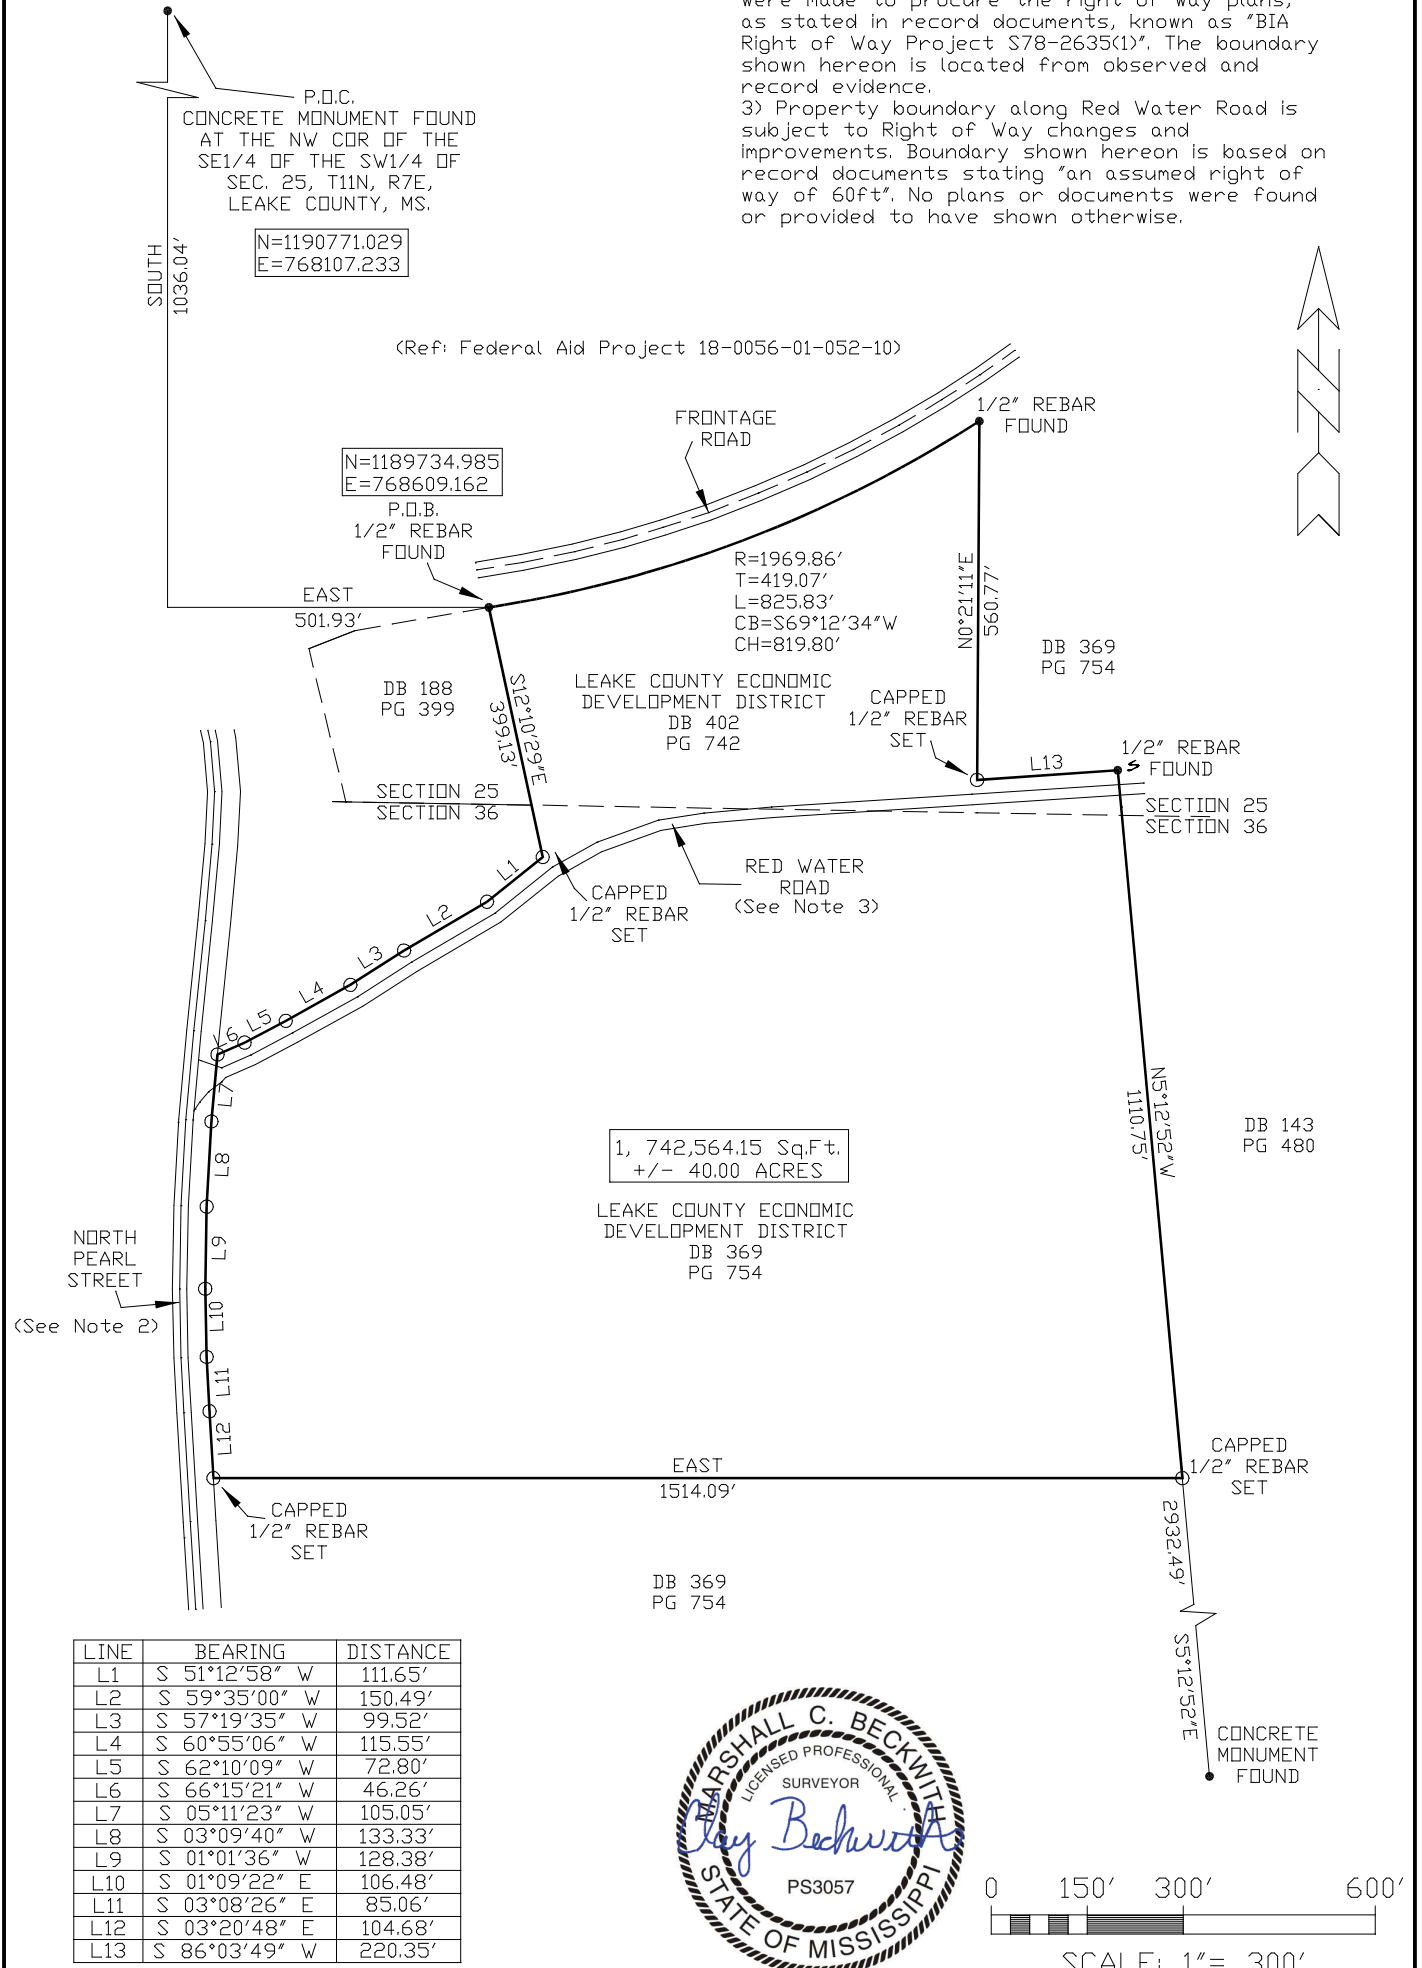 were made to procure the right of way plans,
as stated in record documents, known as "BIA
Right of Way Project S78-2635(1)". The boundary
shown hereon is located from observed and
record evidence.
3) Property boundary along Red Water Road is
subject to Right of Way changes and
improvements. Boundary shown hereon is based on
record documents stating "an assumed right of
way of 60ft". No plans or documents were found
or provided to have shown otherwise.
P.O.C.
CONCRETE MONUMENT FOUND
AT THE NW COR OF THE
SE1/4 OF THE SW1/4 OF
SEC. 25, T11N, R7E,
LEAKE COUNTY, MS.
N=1190771.029
E=768107.233
SOUTH
1036.04'
(Ref: Federal Aid Project 18-0056-01-052-10)
FRONTAGE
ROAD
1/2" REBAR
FOUND
N
N=1189734.985
E=768609.162
P.O.B.
1/2" REBAR
FOUND
EAST
501.93'
R=1969.86'
T=419.07'
L=825.83'
CB=S69°12'34"W
CH=819.80'
N0°21'11"E
560.77'
DB 369
PG 754
DB 188
PG 399
S12°10'29"E
399.13'
LEAKE COUNTY ECONOMIC
DEVELOPMENT DISTRICT
DB 402
PG 742
CAPPED
1/2" REBAR
SET
L13
1/2" REBAR
FOUND
S
SECTION 25
SECTION 36
SECTION 25
SECTION 36
RED WATER
ROAD
(See Note 3)
CAPPED
1/2" REBAR
SET
L1
L2
L3
L4
L5
L6
L7
L8
L9
L10
L11
L12
N5°12'52"W
1110.75'
DB 143
PG 480
1, 742,564.15 Sq.Ft.
+/- 40.00 ACRES
LEAKE COUNTY ECONOMIC
DEVELOPMENT DISTRICT
DB 369
PG 754
NORTH
PEARL
STREET
(See Note 2)
EAST
1514.09'
CAPPED
1/2" REBAR
SET
CAPPED
1/2" REBAR
SET
2932.49'
S5°12'52"E
CONCRETE
MONUMENT
FOUND
DB 369
PG 754
LINE BEARING DISTANCE
L1 S 51°12'58" W 111.65'
L2 S 59°35'00" W 150.49'
L3 S 57°19'35" W 99.52'
L4 S 60°55'06" W 115.55'
L5 S 62°10'09" W 72.80'
L6 S 66°15'21" W 46.26'
L7 S 05°11'23" W 105.05'
L8 S 03°09'40" W 133.33'
L9 S 01°01'36" W 128.38'
L10 S 01°09'22" E 106.48'
L11 S 03°08'26" E 85.06'
L12 S 03°20'48" E 104.68'
L13 S 86°03'49" W 220.35'
MARSHALL C. BECKWITH
LICENSED PROFESSIONAL
SURVEYOR
Clay Beckwith
PS3057
STATE OF MISSISSIPPI
0 150' 300' 600'
SCALE: 1"= 300'